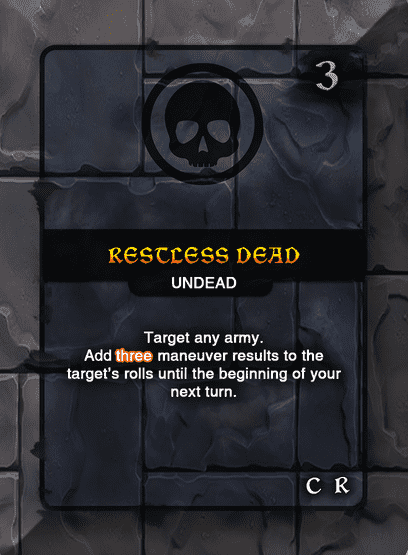 3
RESTLESS DEAD
UNDEAD
Target any army.
Add three maneuver results to the
target's rolls until the beginning of your
next turn.
C R